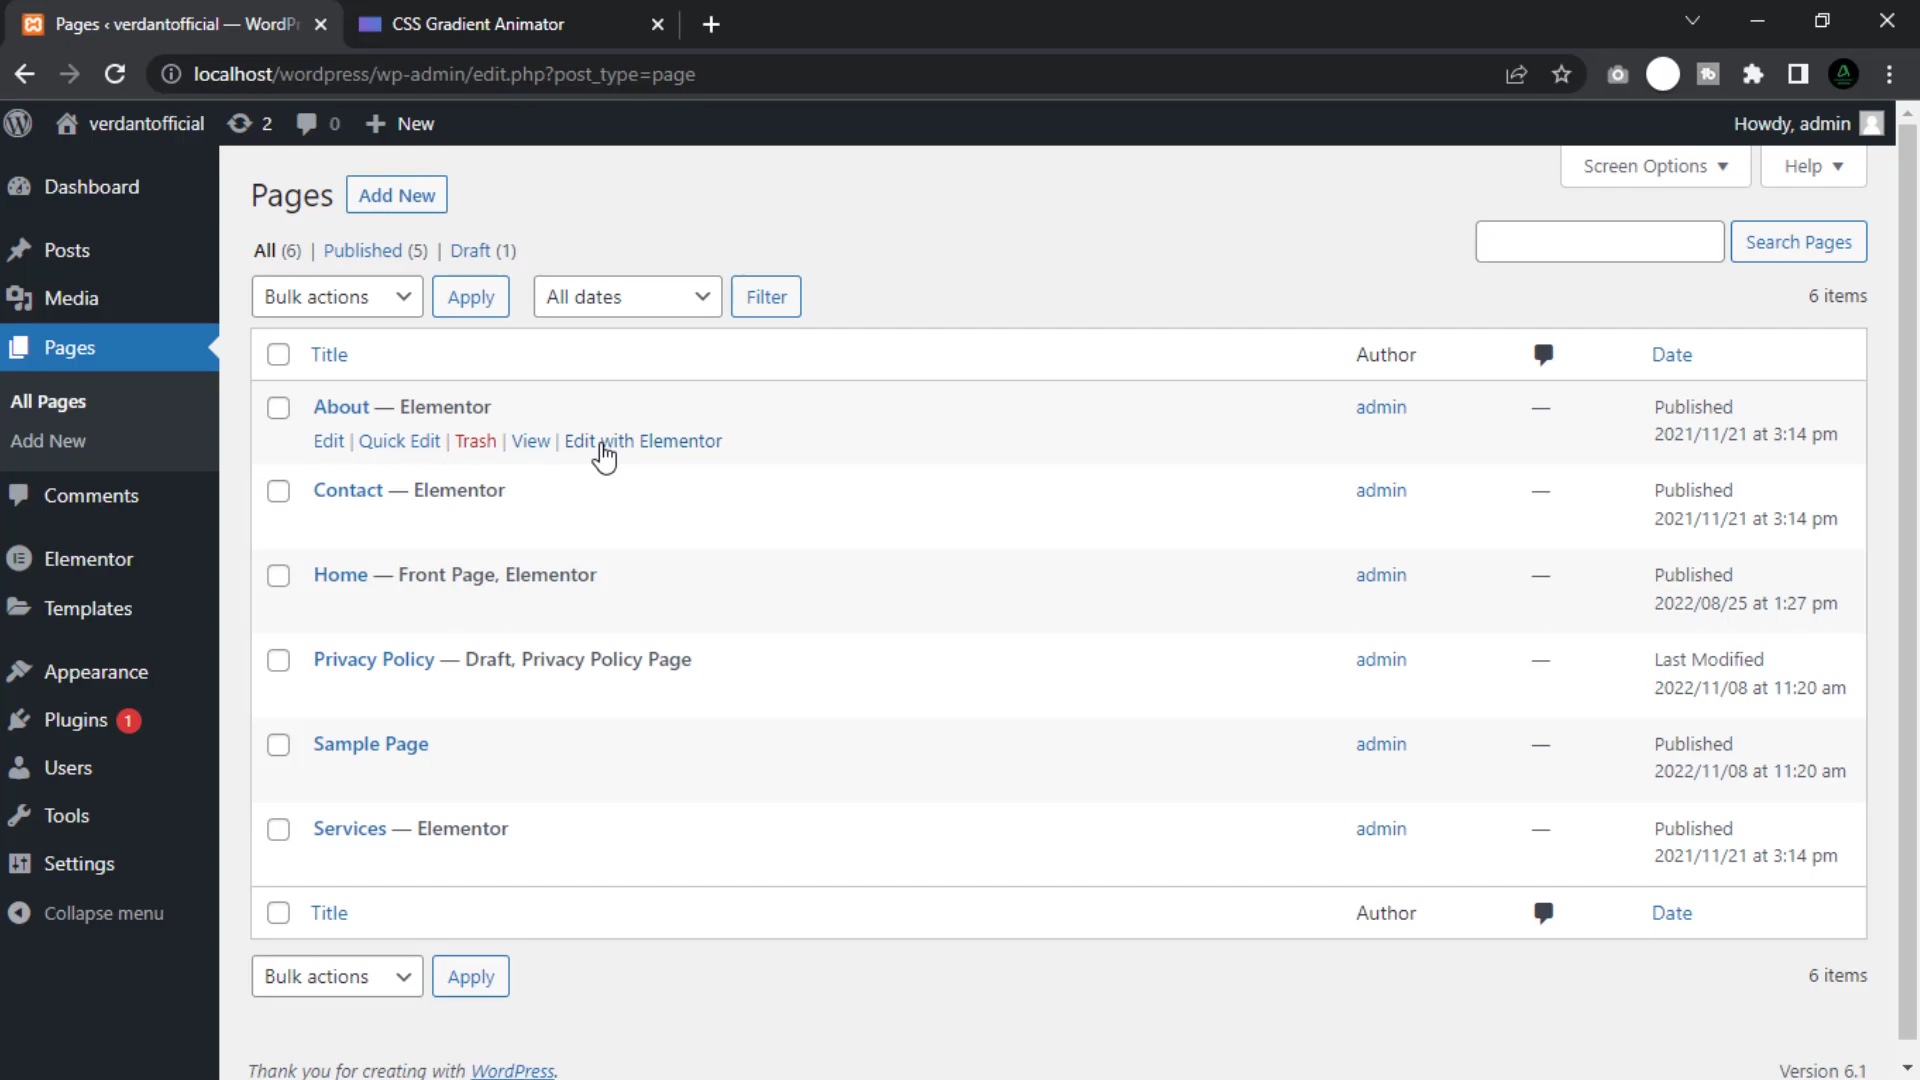 Pages ‹ verdantofficial — WordPr
CSS Gradient Animator
localhost/wordpress/wp-admin/edit.php?post_type=page
verdantofficial 2 0 + New
Howdy, admin
Dashboard
Posts
Media
Pages
All Pages
Add New
Comments
Elementor
Templates
Appearance
Plugins 1
Users
Tools
Settings
Collapse menu
Screen Options
Help
Pages Add New
All (6) | Published (5) | Draft (1)
Search Pages
Bulk actions Apply All dates Filter 6 items
Title Author Date
About — Elementor admin — Published
Edit | Quick Edit | Trash | View | Edit with Elementor 2021/11/21 at 3:14 pm
Contact — Elementor admin — Published
2021/11/21 at 3:14 pm
Home — Front Page, Elementor admin — Published
2022/08/25 at 1:27 pm
Privacy Policy — Draft, Privacy Policy Page admin — Last Modified
2022/11/08 at 11:20 am
Sample Page admin — Published
2022/11/08 at 11:20 am
Services — Elementor admin — Published
2021/11/21 at 3:14 pm
Title Author Date
Bulk actions Apply 6 items
Thank you for creating with WordPress. Version 6.1